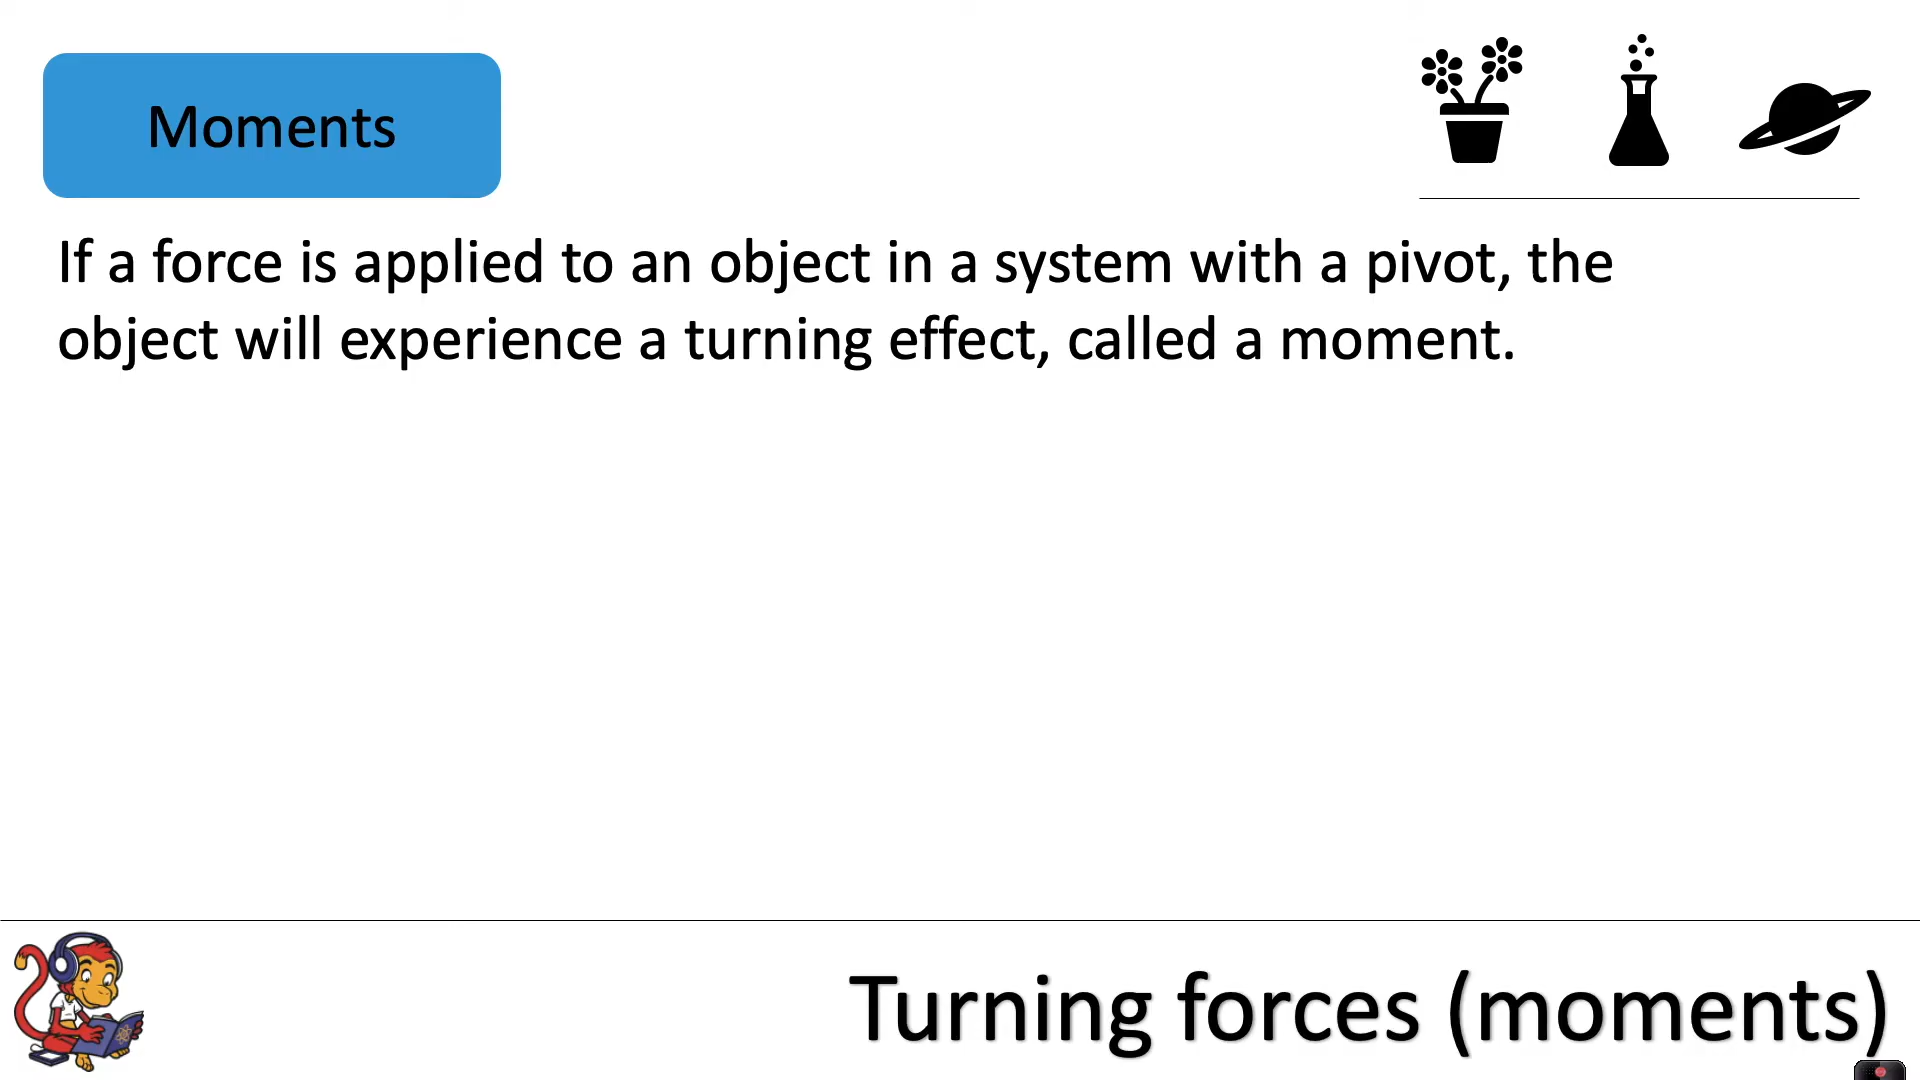 Moments
If a force is applied to an object in a system with a pivot, the
object will experience a turning effect, called a moment.
Turning forces (moments)